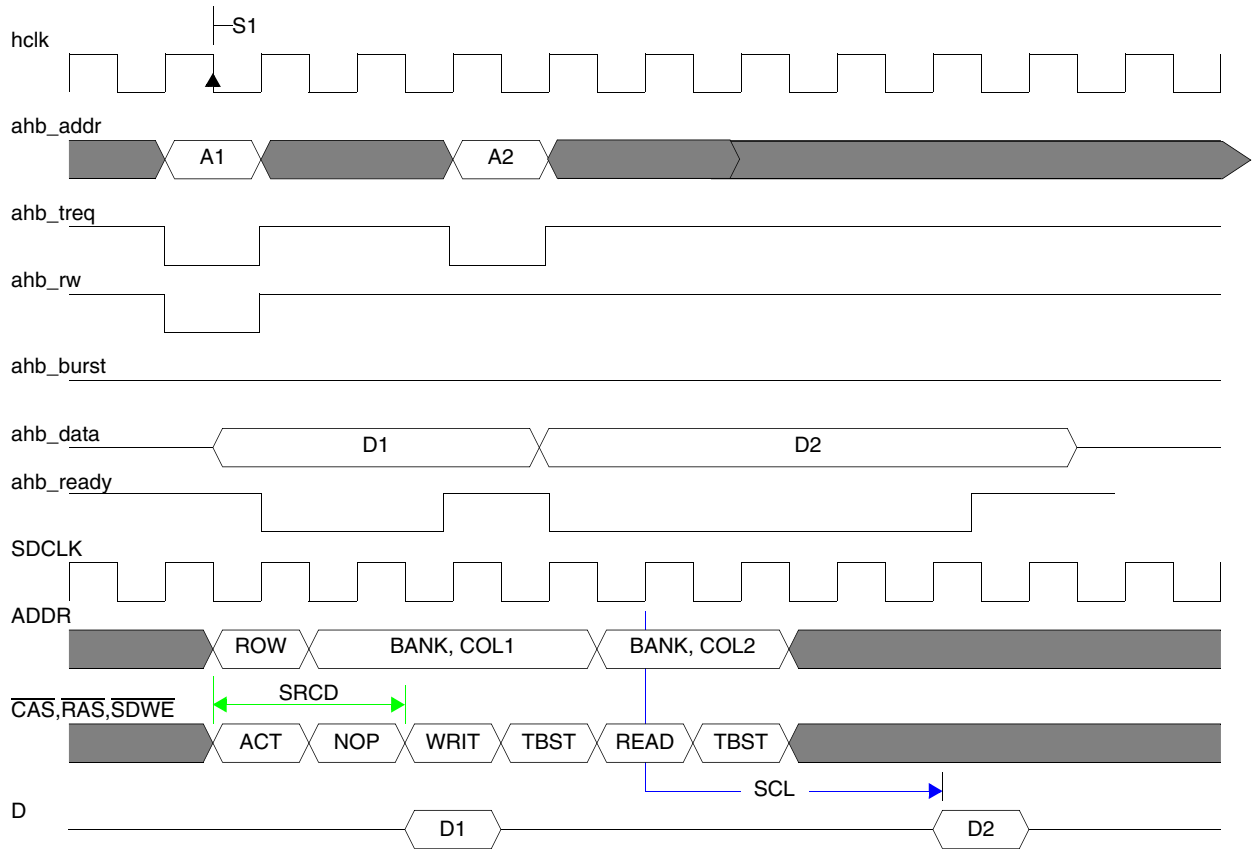 S1
hclk
ahb_addr
A1 A2
ahb_treq
ahb_rw
ahb_burst
ahb_data
D1 D2
ahb_ready
SDCLK
ADDR
ROW BANK, COL1 BANK, COL2
SRCD
CAS,RAS,SDWE
ACT NOP WRIT TBST READ TBST
SCL
D
D1 D2